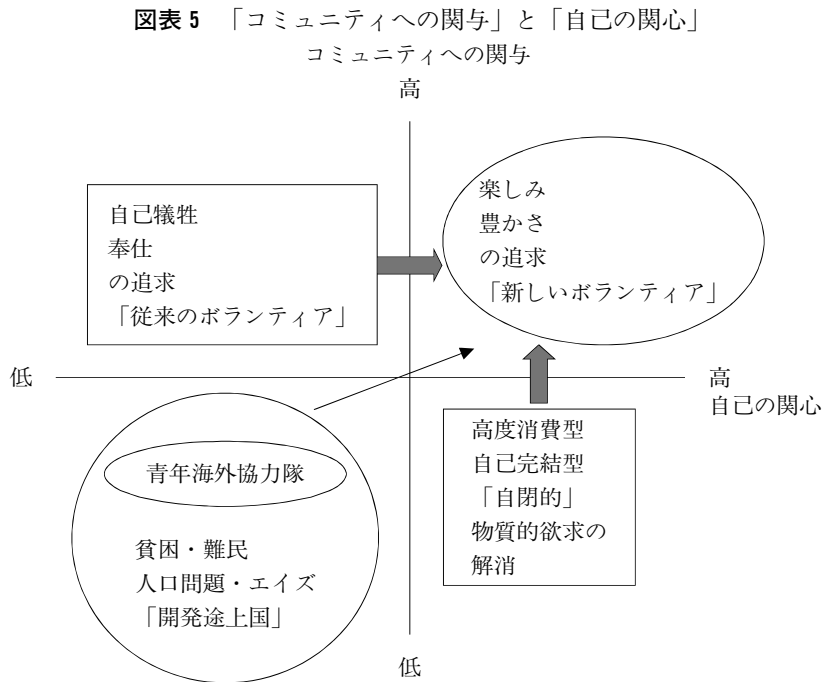 図表5 「コミュニティへの関与」と「自己の関心」
コミュニティへの関与
高
自己犠牲
奉仕
の追求
「従来のボランティア」
楽しみ
豊かさ
の追求
「新しいボランティア」
低
高
自己の関心
青年海外協力隊
貧困・難民
人口問題・エイズ
「開発途上国」
高度消費型
自己完結型
「自閉的」
物質的欲求の
解消
低